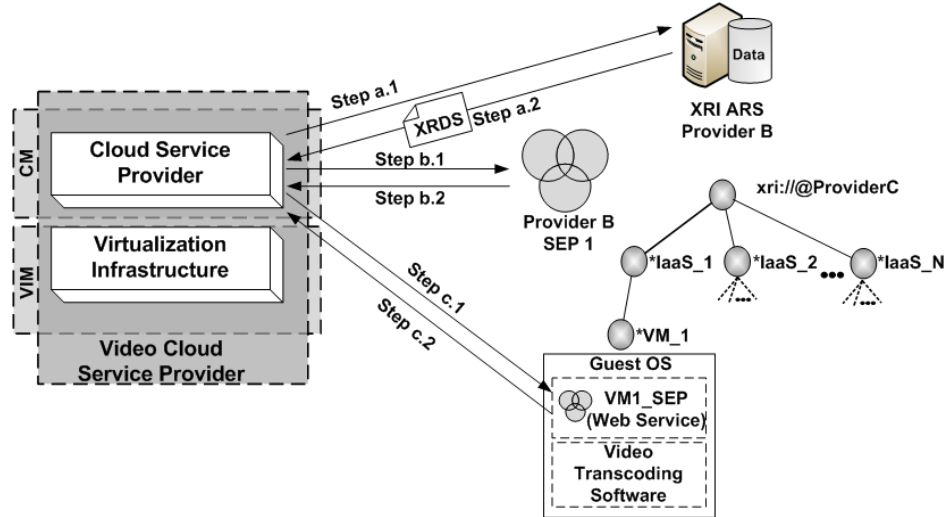 Step a.1
XRDS
Step a.2
Data
XRI ARS
Provider B
CM
Cloud Service
Provider
Step b.1
Step b.2
Provider B
SEP 1
xri://@ProviderC
*IaaS_1
*IaaS_2
...
*IaaS_N
...
...
VIM
Virtualization
Infrastructure
Step c.1
Step c.2
*VM_1
Video Cloud
Service Provider
Guest OS
VM1_SEP
(Web Service)
Video
Transcoding
Software